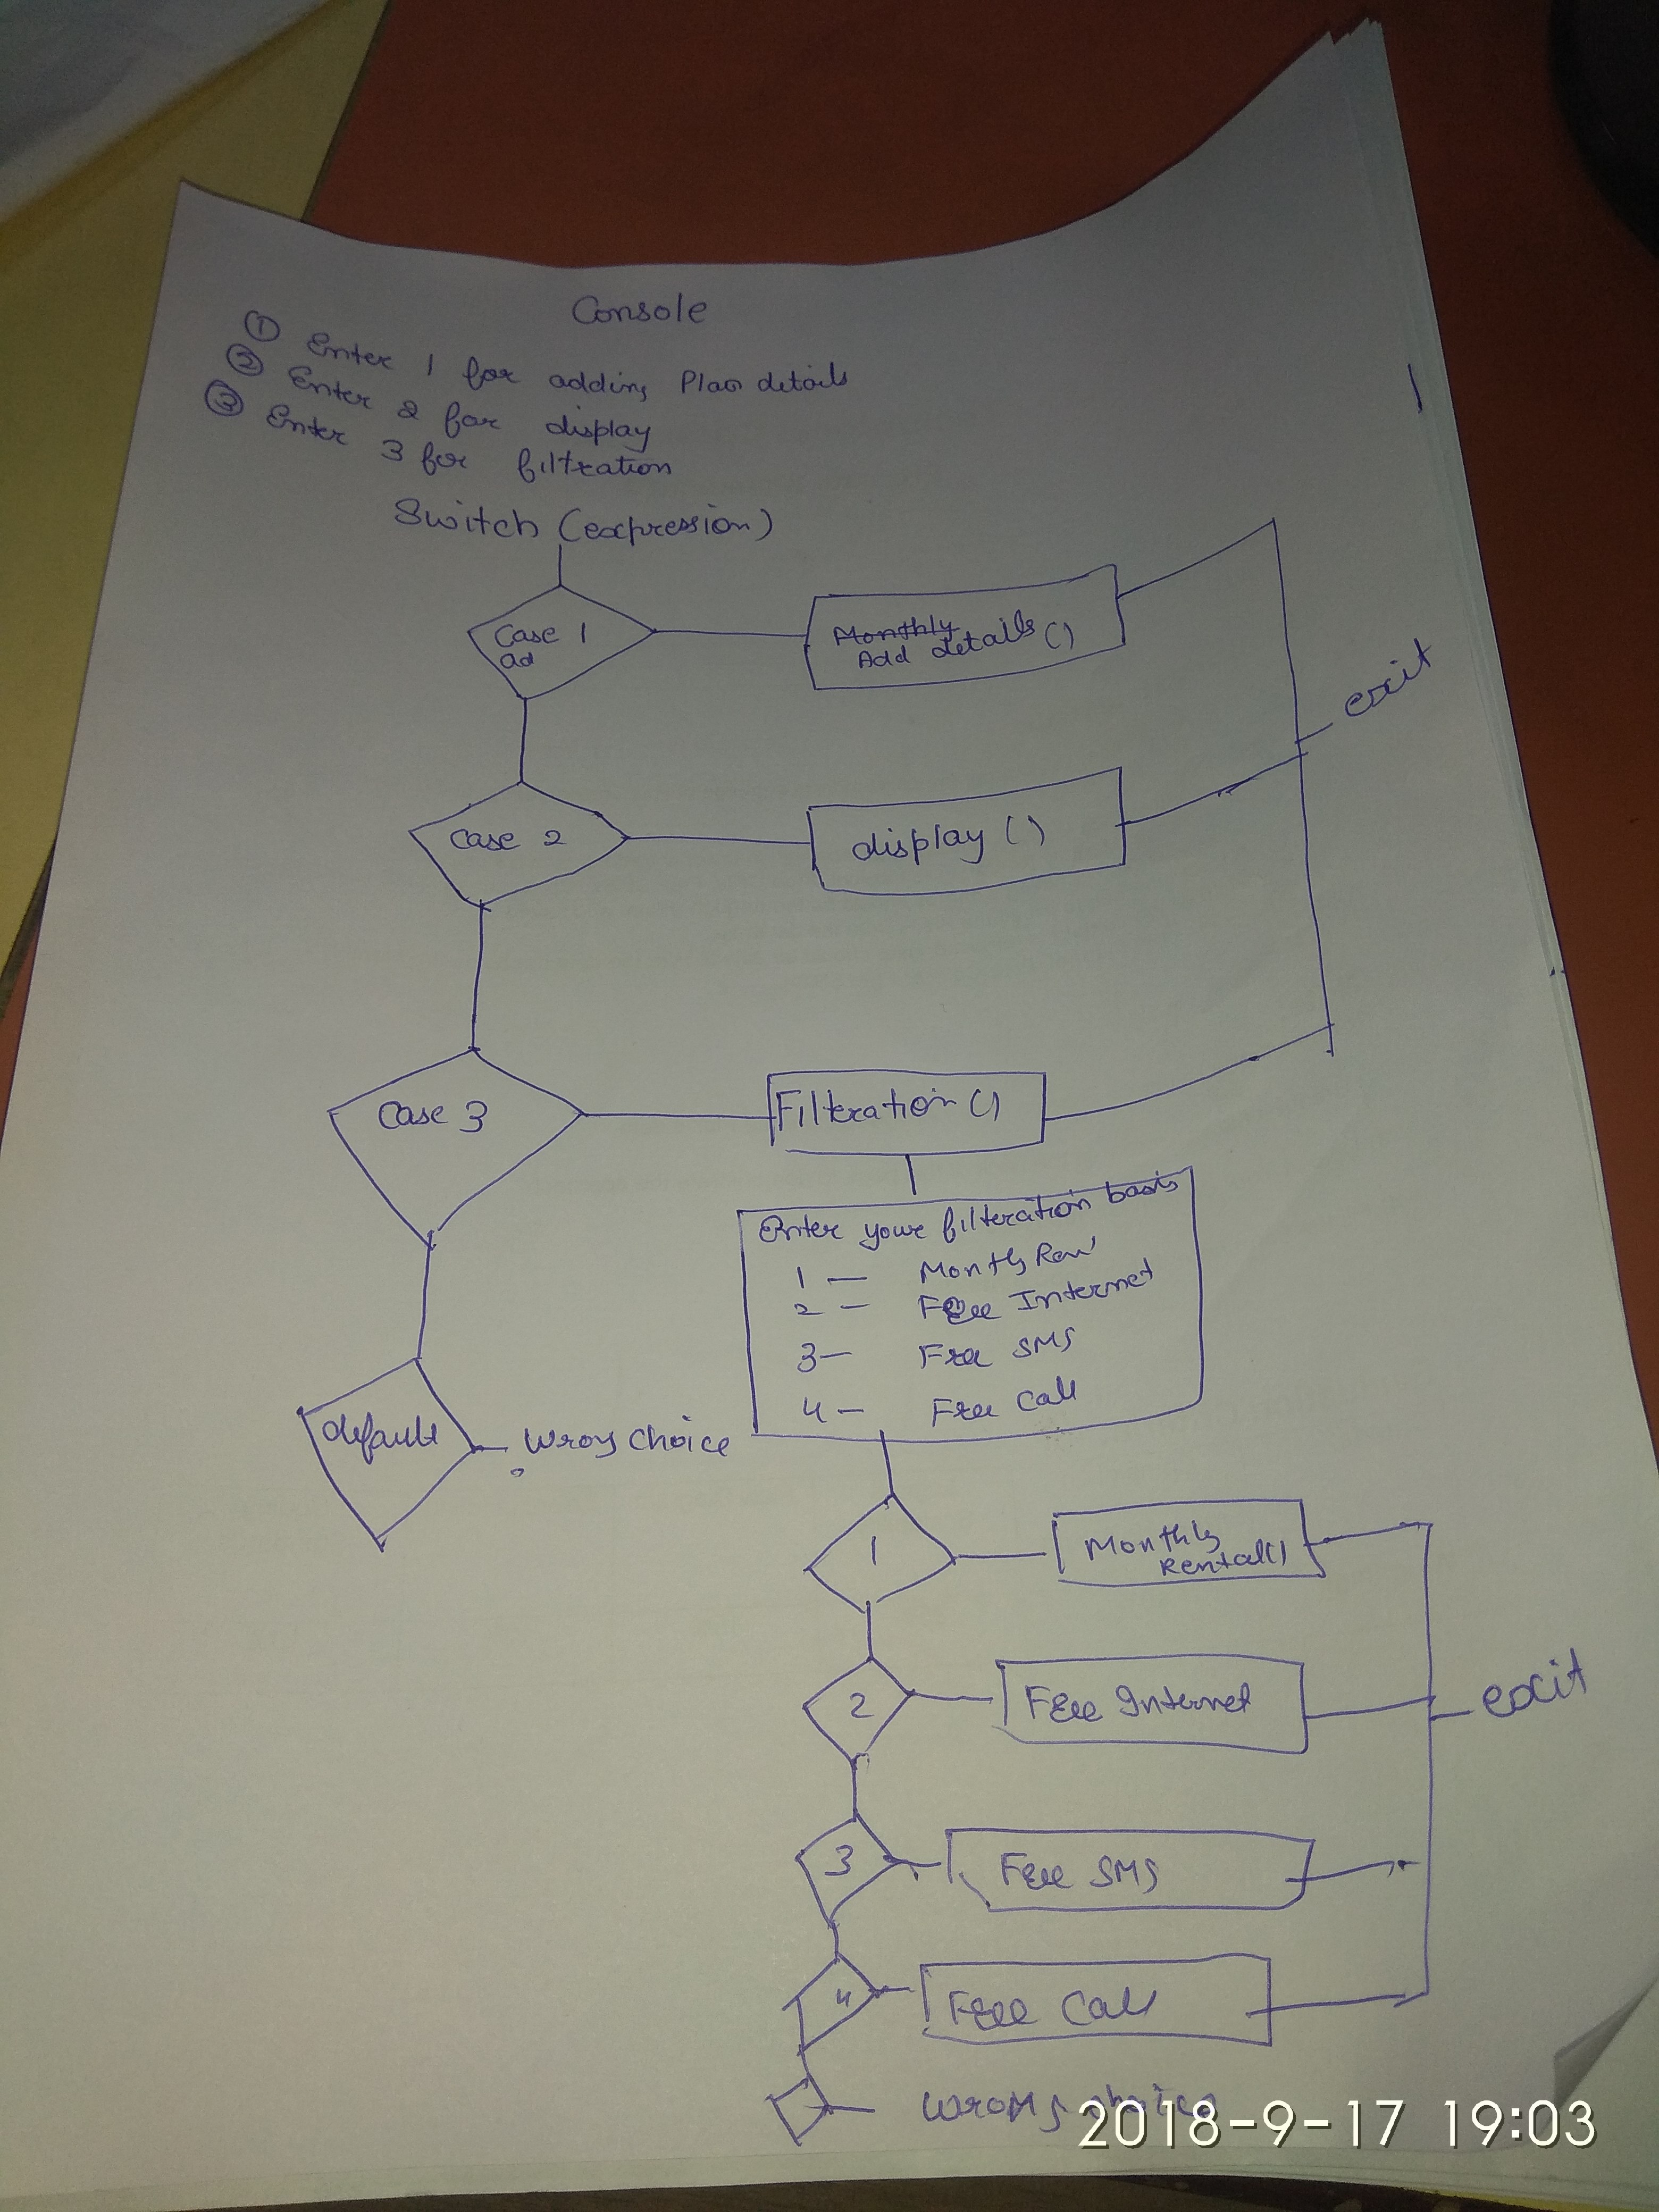 Console
① Enter 1 for adding Plan details
② Enter 2 for display
③ Enter 3 for filtration
Switch (expression)
Case 1
ad
Monthly
Add details()
exit
Case 2
display ()
Case 3
Filteration ()
Enter your filteration basis
1 — Monthly Ren
2 — Free Internet
3 — Free SMS
4 — Free Call
default
Wrong Choice
1
Monthly
Rental()
2
Free Internet
exit
3
Free SMS
4
Free Call
Wrong choice
2018-9-17 19:03